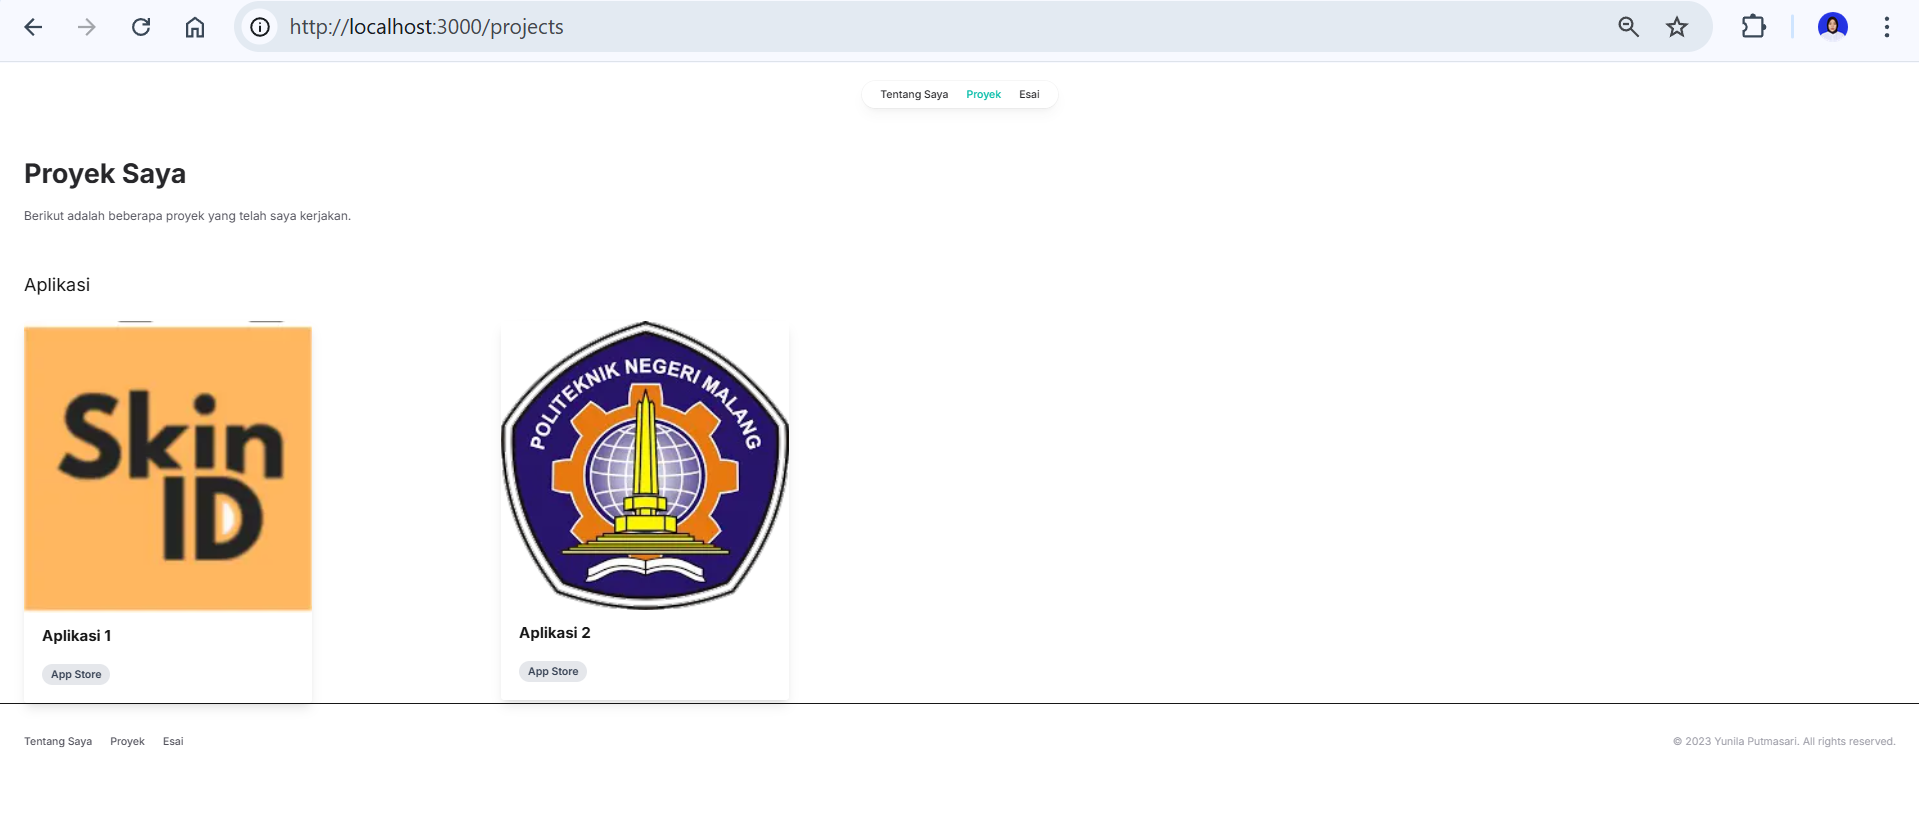 http://localhost:3000/projects
Tentang Saya Proyek Esai
Proyek Saya
Berikut adalah beberapa proyek yang telah saya kerjakan.
Aplikasi
Skin
ID
POLITEKNIK NEGERI MALANG
Aplikasi 1
App Store
Aplikasi 2
App Store
Tentang Saya Proyek Esai
© 2023 Yunila Putmasari. All rights reserved.